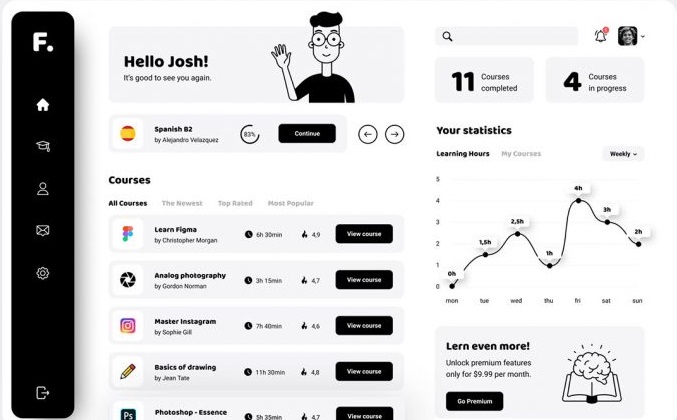 F.
Hello Josh!
It's good to see you again.
Spanish B2
by Alejandro Velazquez
83%
Continue
Courses
All Courses The Newest Top Rated Most Popular
Learn Figma
by Christopher Morgan
6h 30min
4,9
View course
Analog photography
by Gordon Norman
3h 15min
4,7
View course
Master Instagram
by Sophie Gill
7h 40min
4,6
View course
Basics of drawing
by Jean Tate
11h 30min
4,8
View course
Ps
Photoshop - Essence
5h 35min
4,7
View course
11
Courses
completed
4
Courses
in progress
Your statistics
Learning Hours My Courses
Weekly
5
4
3
2
1
0
0h
1,5h
2,5h
1h
4h
3h
2h
mon tue wed thu fri sat sun
Lern even more!
Unlock premium features
only for $9.99 per month.
Go Premium